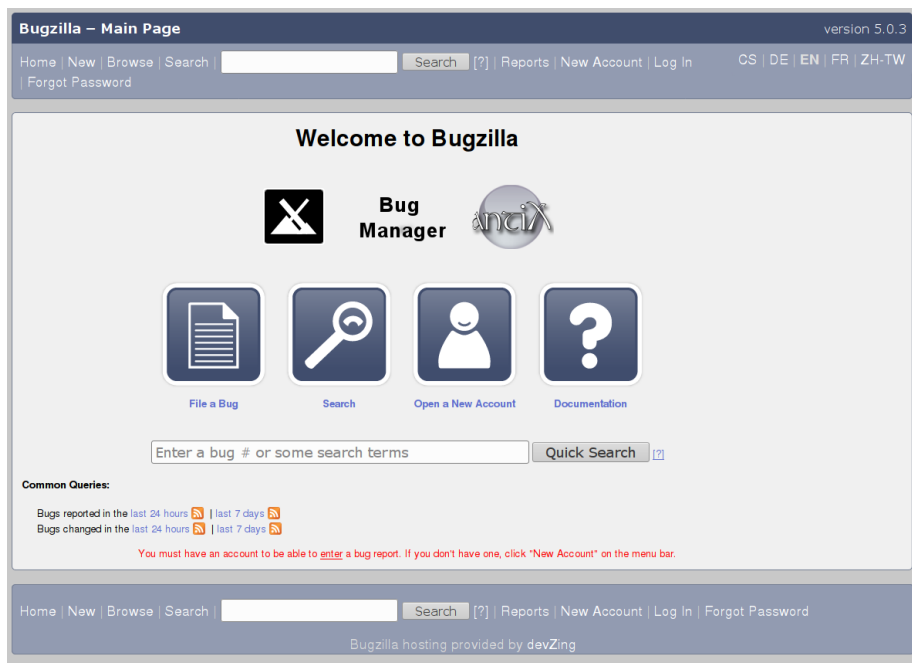 Bugzilla – Main Page version 5.0.3
Home | New | Browse | Search | Search [?] | Reports | New Account | Log In CS | DE | EN | FR | ZH-TW
| Forgot Password
Welcome to Bugzilla
Bug
Manager
antiX
File a Bug Search Open a New Account Documentation
Enter a bug # or some search terms Quick Search [?]
Common Queries:
Bugs reported in the last 24 hours | last 7 days
Bugs changed in the last 24 hours | last 7 days
You must have an account to be able to enter a bug report. If you don't have one, click "New Account" on the menu bar.
Home | New | Browse | Search | Search [?] | Reports | New Account | Log In | Forgot Password
Bugzilla hosting provided by devZing